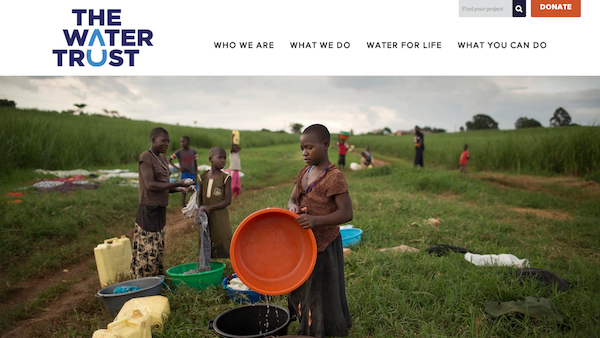 THE
WATER
TRUST
Find your project
DONATE
WHO WE ARE
WHAT WE DO
WATER FOR LIFE
WHAT YOU CAN DO